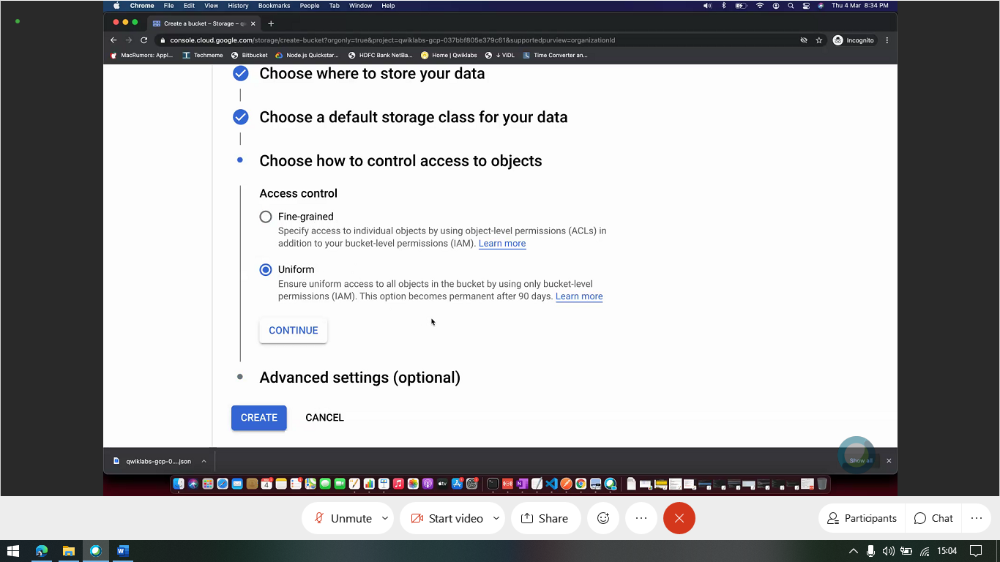 Chrome File Edit View History Bookmarks People Tab Window Help Thu 4 Mar 8:34 PM
Create a bucket – Storage – qw
console.cloud.google.com/storage/create-bucket?orgonly=true&project=qwiklabs-gcp-037bbf805e379c61&supportedpurview=organizationId Incognito
MacRumors: Appl... Techmeme Bitbucket Node.js Quickstar... HDFC Bank NetBa... Home | Qwiklabs ↓ ViDL Time Converter an...
Choose where to store your data
Choose a default storage class for your data
Choose how to control access to objects
Access control
Fine-grained
Specify access to individual objects by using object-level permissions (ACLs) in
addition to your bucket-level permissions (IAM). Learn more
Uniform
Ensure uniform access to all objects in the bucket by using only bucket-level
permissions (IAM). This option becomes permanent after 90 days. Learn more
CONTINUE
Advanced settings (optional)
CREATE CANCEL
qwiklabs-gcp-0....json Show all
Unmute Start video Share Participants Chat
15:04